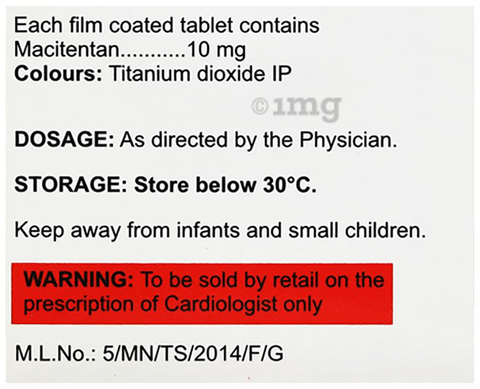 Each film coated tablet contains
Macitentan...........10 mg
Colours: Titanium dioxide IP
©1mg
DOSAGE: As directed by the Physician.
STORAGE: Store below 30°C.
Keep away from infants and small children.
WARNING: To be sold by retail on the
prescription of Cardiologist only
M.L.No.: 5/MN/TS/2014/F/G